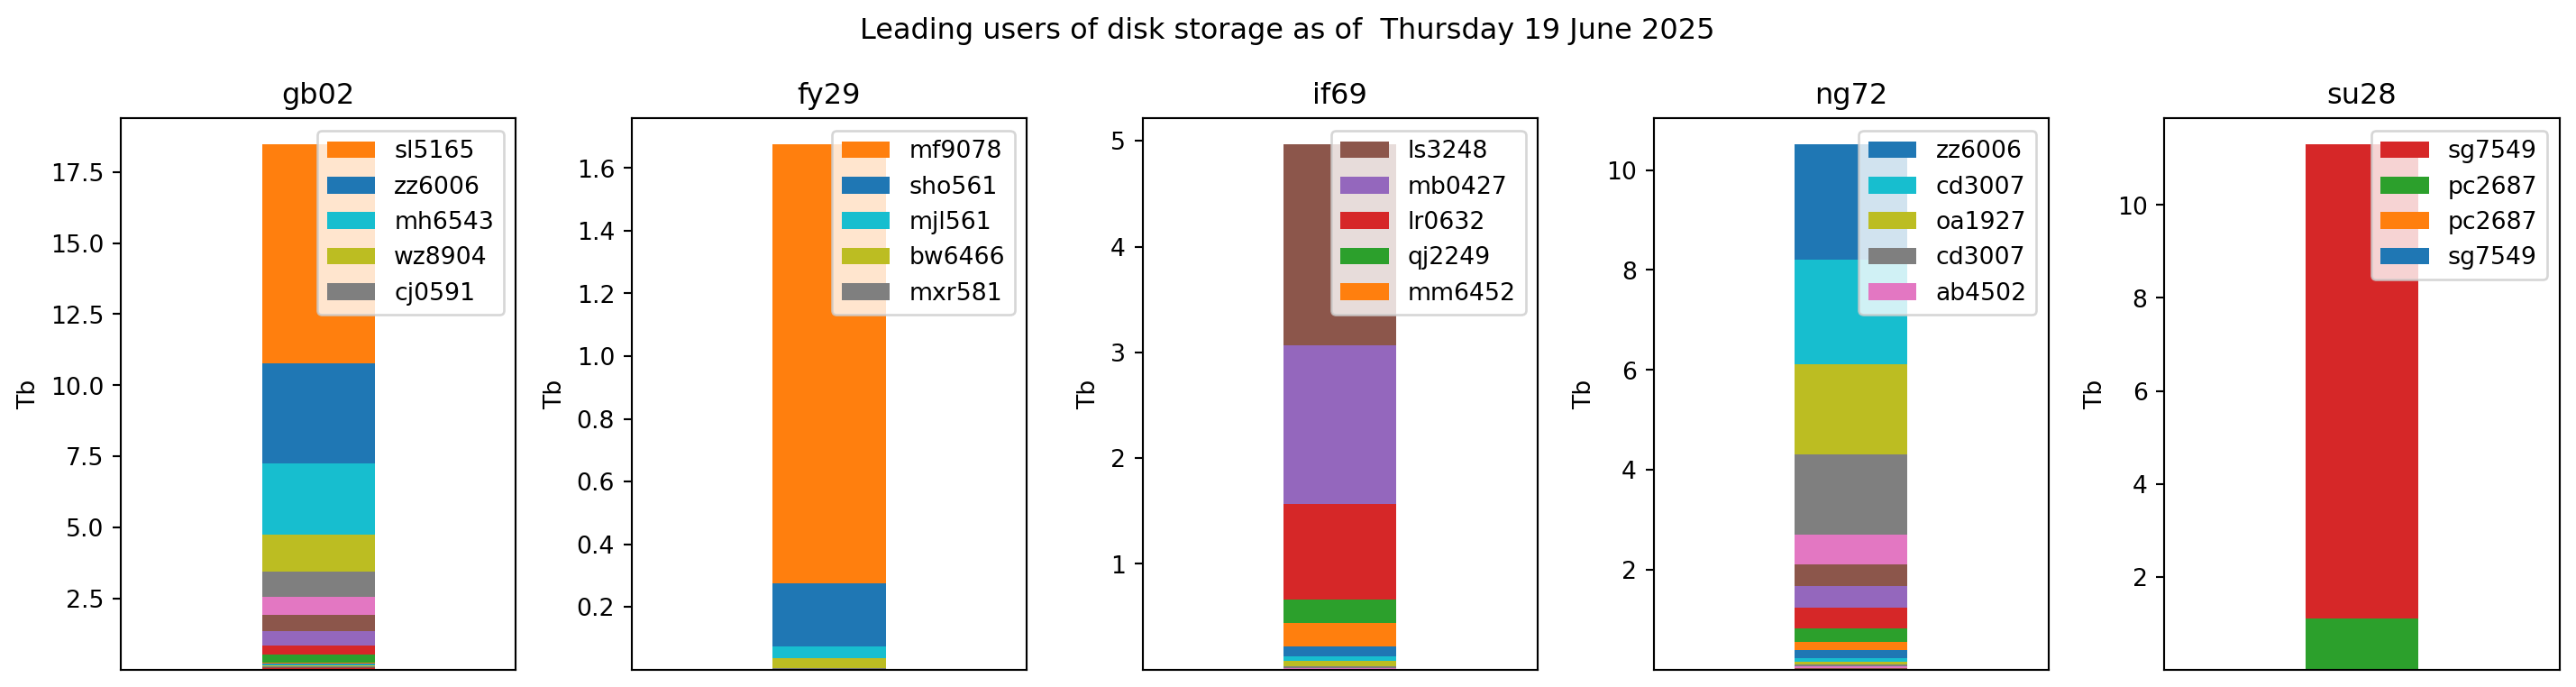 Leading users of disk storage as of  Thursday 19 June 2025
gb02
Tb
17.5
15.0
12.5
10.0
7.5
5.0
2.5
sl5165
zz6006
mh6543
wz8904
cj0591
fy29
Tb
1.6
1.4
1.2
1.0
0.8
0.6
0.4
0.2
mf9078
sho561
mjl561
bw6466
mxr581
if69
Tb
5
4
3
2
1
ls3248
mb0427
lr0632
qj2249
mm6452
ng72
Tb
10
8
6
4
2
zz6006
cd3007
oa1927
cd3007
ab4502
su28
Tb
10
8
6
4
2
sg7549
pc2687
pc2687
sg7549